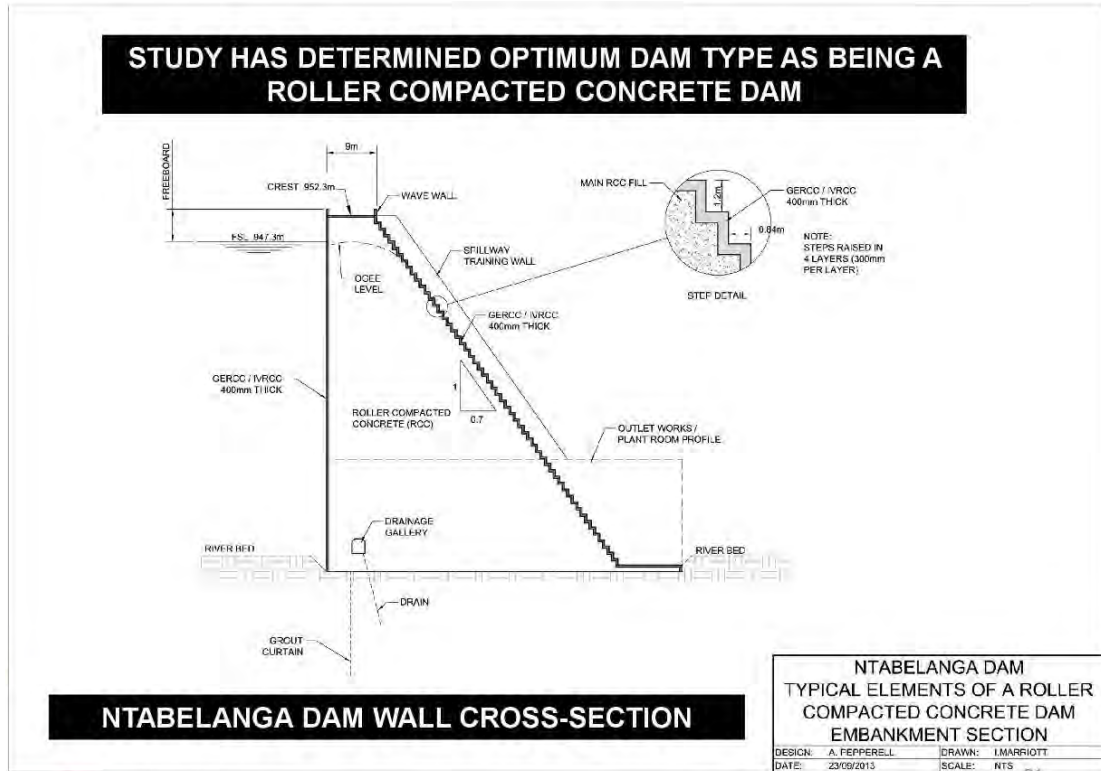 STUDY HAS DETERMINED OPTIMUM DAM TYPE AS BEING A
ROLLER COMPACTED CONCRETE DAM
FREEBOARD
9m
CREST 952.3m
WAVE WALL
FSL 947.3m
OGEE
LEVEL
SPILLWAY
TRAINING WALL
MAIN RCC FILL
1.2m
GERCC / IVRCC
400mm THICK
0.84m
NOTE:
STEPS RAISED IN
4 LAYERS (300mm
PER LAYER)
STEP DETAIL
GERCC / IVRCC
400mm THICK
GERCC / IVRCC
400mm THICK
1
0.7
ROLLER COMPACTED
CONCRETE (RCC)
OUTLET WORKS /
PLANT ROOM PROFILE
DRAINAGE
GALLERY
RIVER BED
RIVER BED
DRAIN
GROUT
CURTAIN
NTABELANGA DAM WALL CROSS-SECTION
NTABELANGA DAM
TYPICAL ELEMENTS OF A ROLLER
COMPACTED CONCRETE DAM
EMBANKMENT SECTION
DESIGN: A. PEPPERELL DRAWN: I.MARRIOTT
DATE: 23/09/2013 SCALE: NTS